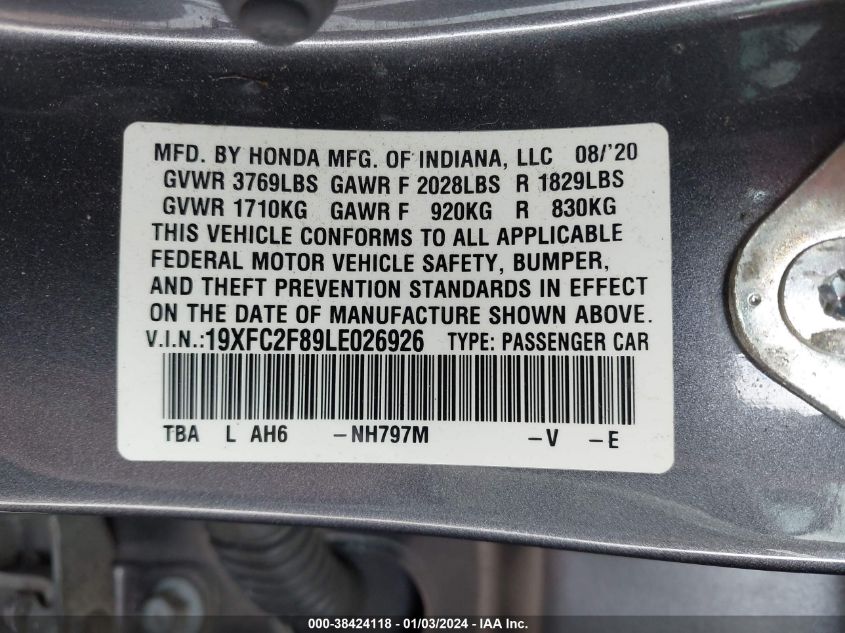 MFD. BY HONDA MFG. OF INDIANA, LLC 08/'20
GVWR 3769LBS GAWR F 2028LBS R 1829LBS
GVWR 1710KG GAWR F 920KG R 830KG
THIS VEHICLE CONFORMS TO ALL APPLICABLE
FEDERAL MOTOR VEHICLE SAFETY, BUMPER,
AND THEFT PREVENTION STANDARDS IN EFFECT
ON THE DATE OF MANUFACTURE SHOWN ABOVE.
V.I.N.:19XFC2F89LE026926 TYPE: PASSENGER CAR
TBA L AH6 -NH797M -V -E
000-38424118 - 01/03/2024 - IAA Inc.